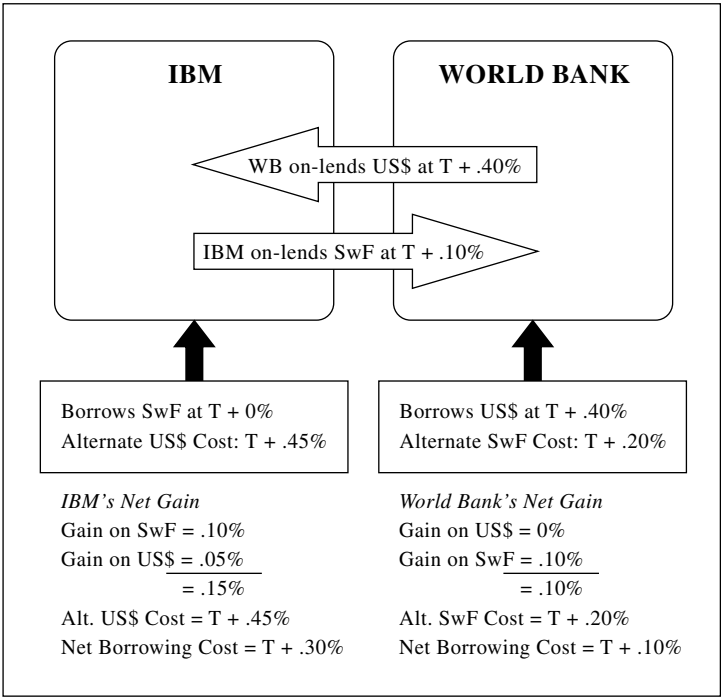 IBM
WORLD BANK
WB on-lends US$ at T + .40%
IBM on-lends SwF at T + .10%
Borrows SwF at T + 0%
Alternate US$ Cost: T + .45%
Borrows US$ at T + .40%
Alternate SwF Cost: T + .20%
IBM's Net Gain
Gain on SwF = .10%
Gain on US$ = .05%
= .15%
Alt. US$ Cost = T + .45%
Net Borrowing Cost = T + .30%
World Bank's Net Gain
Gain on US$ = 0%
Gain on SwF = .10%
= .10%
Alt. SwF Cost = T + .20%
Net Borrowing Cost = T + .10%